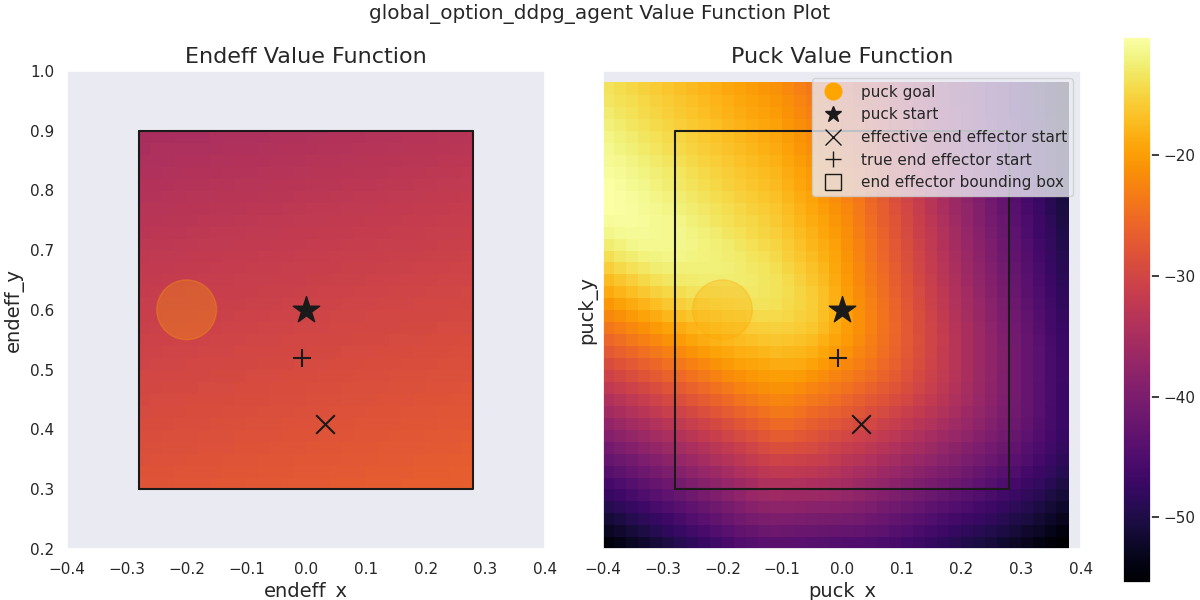 global_option_ddpg_agent Value Function Plot
Endeff Value Function
1.0
0.9
0.8
0.7
0.6
0.5
0.4
0.3
0.2
endeff_y
−0.4 −0.3 −0.2 −0.1 0.0 0.1 0.2 0.3 0.4
endeff_x
Puck Value Function
puck goal
puck start
effective end effector start
true end effector start
end effector bounding box
puck_y
−0.4 −0.3 −0.2 −0.1 0.0 0.1 0.2 0.3 0.4
puck_x
−20
−30
−40
−50